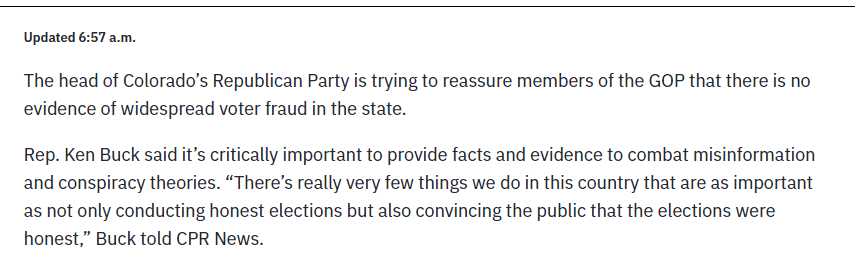 Updated 6:57 a.m.
The head of Colorado’s Republican Party is trying to reassure members of the GOP that there is no
evidence of widespread voter fraud in the state.
Rep. Ken Buck said it’s critically important to provide facts and evidence to combat misinformation
and conspiracy theories. “There’s really very few things we do in this country that are as important
as not only conducting honest elections but also convincing the public that the elections were
honest,” Buck told CPR News.